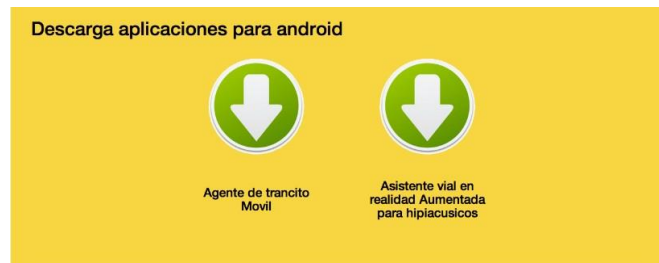 Descarga aplicaciones para android
Agente de trancito
Movil
Asistente vial en
realidad Aumentada
para hipiacusicos